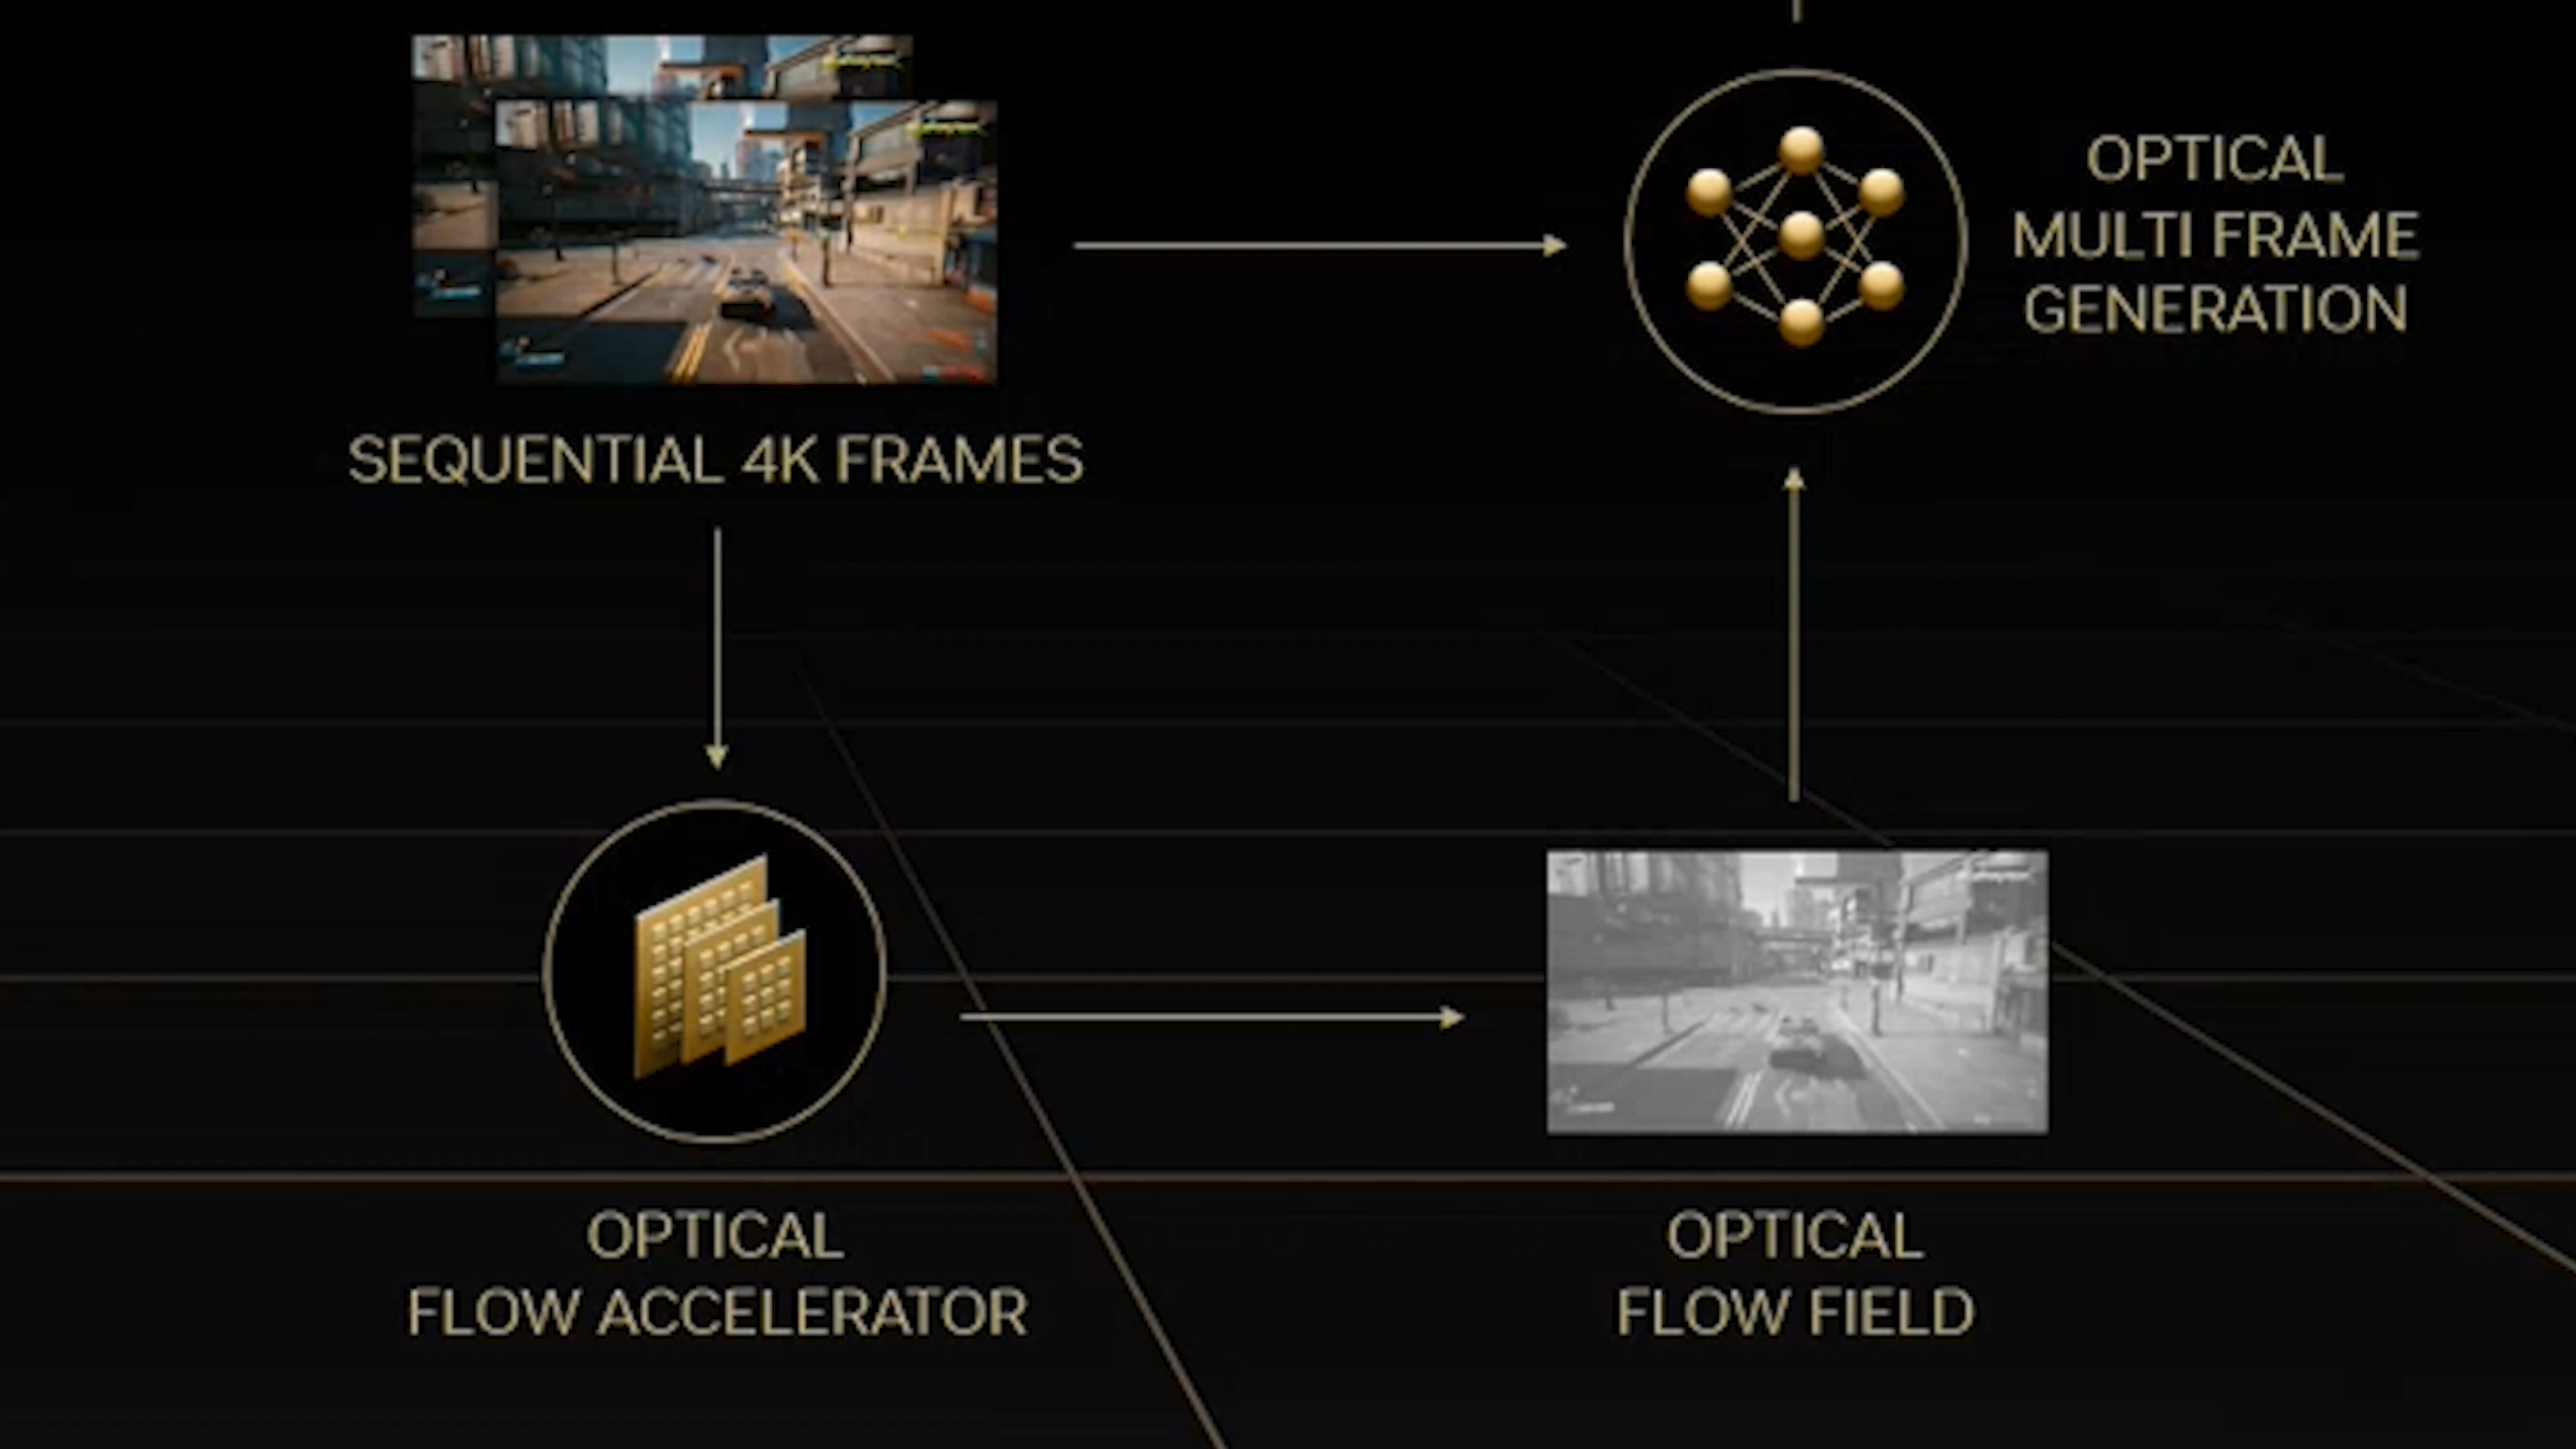 OPTICAL
MULTI FRAME
GENERATION
SEQUENTIAL 4K FRAMES
OPTICAL
FLOW ACCELERATOR
OPTICAL
FLOW FIELD